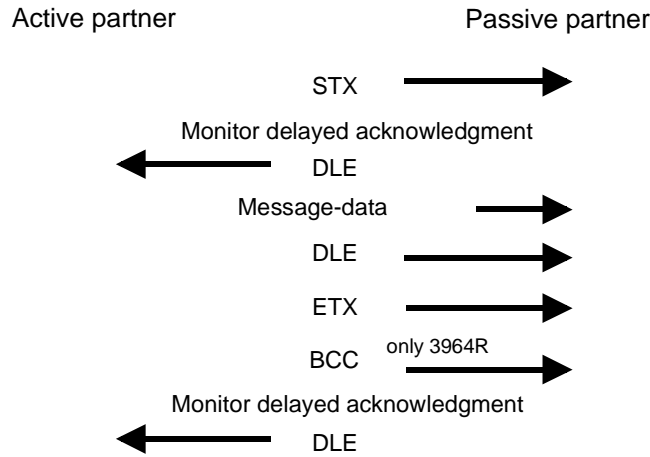 Active partner Passive partner
STX
Monitor delayed acknowledgment
DLE
Message-data
DLE
ETX
BCC only 3964R
Monitor delayed acknowledgment
DLE